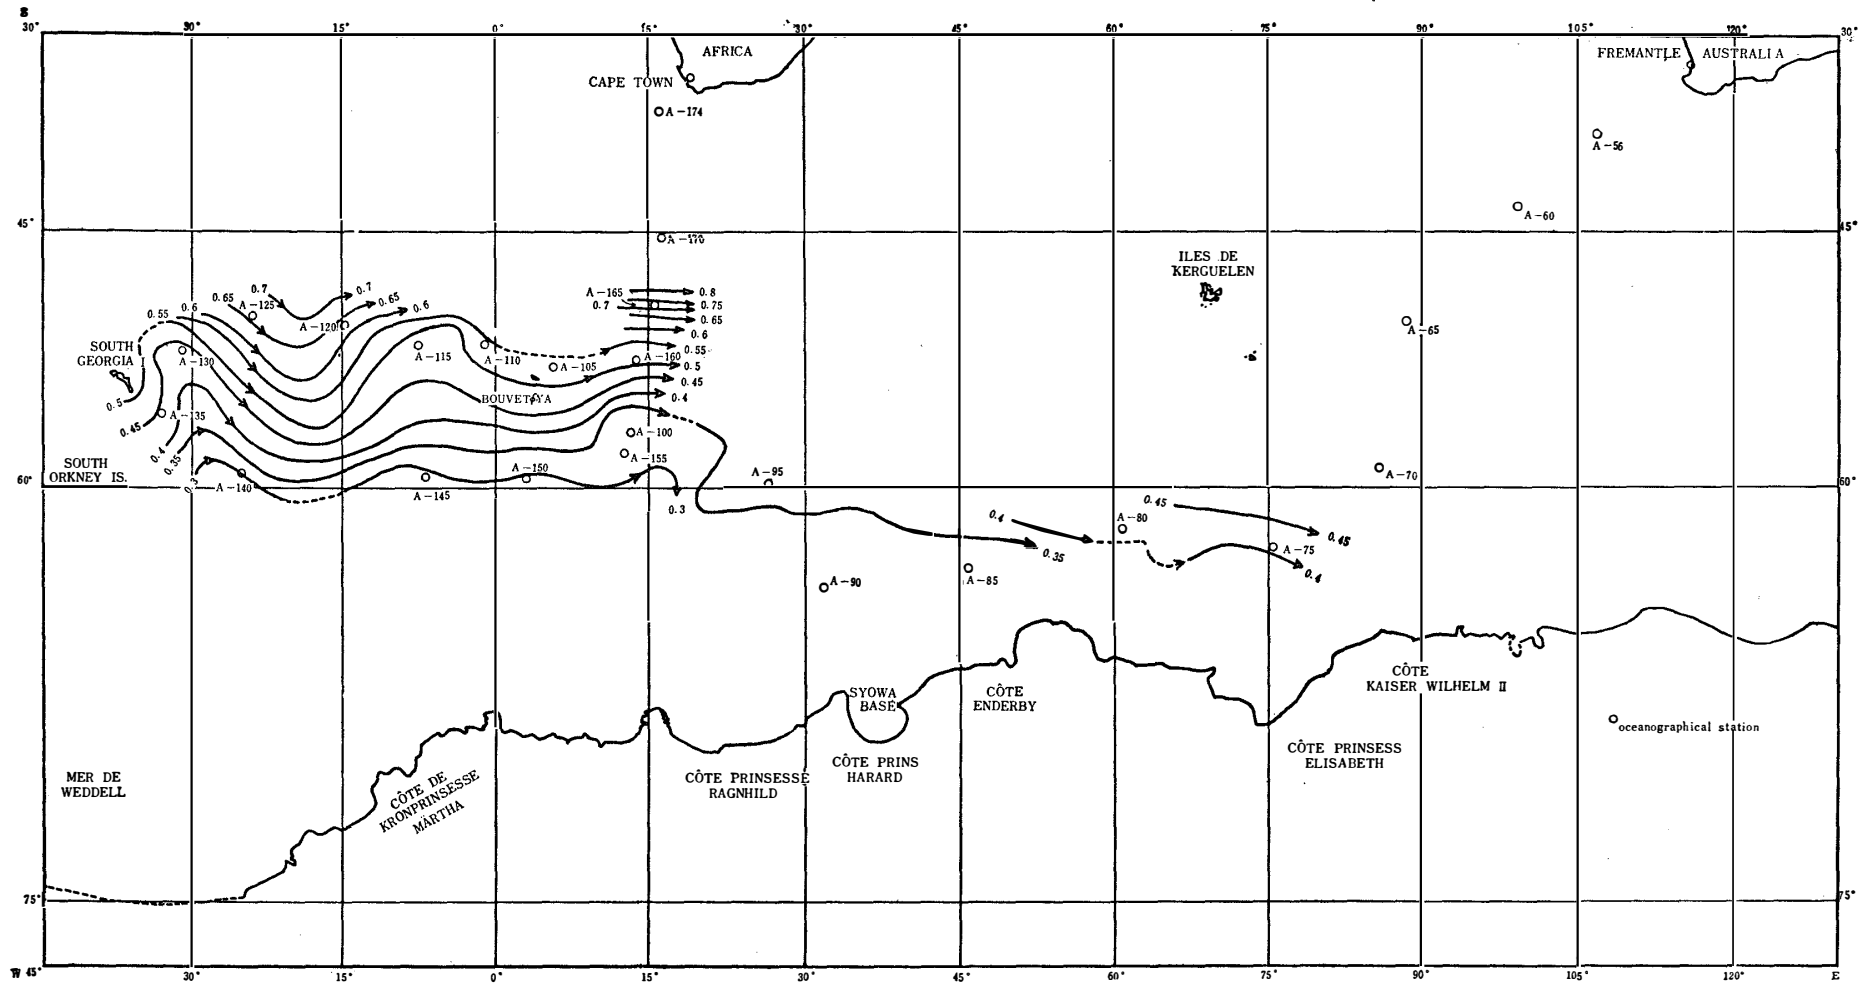 S
30° 30° 15° 0° 15° 30° 45° 60° 75° 90° 105° 120° 30°
AFRICA
CAPE TOWN
FREMANTLE AUSTRALIA
A-174
A-56
A-60
45° 45°
A-170
ILES DE
KERGUELEN
0.7 0.7
0.65 0.65
0.6 0.6
0.55
A-125
A-120
A-165
0.8
0.75
0.7
0.65
0.6
0.55
A-65
SOUTH
GEORGIA I
A-130
A-115
A-110
A-105
A-160
0.5
0.45
0.4
BOUVETØYA
0.5
0.45
A-135
A-100
0.4
0.35
0.3
A-155
SOUTH
ORKNEY IS.
A-140
A-145
A-150
A-95
A-70
60° 60°
0.3
0.4
A-80
0.45
0.45
0.35
A-75
0.4
A-90
A-85
SYOWA
BASE
CÔTE
ENDERBY
CÔTE
KAISER WILHELM II
oceanographical station
CÔTE PRINSESS
ELISABETH
CÔTE PRINS
HARARD
CÔTE PRINSESSE
RAGNHILD
MER DE
WEDDELL
CÔTE DE
KRONPRINSESSE
MÄRTHA
75° 75°
W 45° 30° 15° 0° 15° 30° 45° 60° 75° 90° 105° 120° E